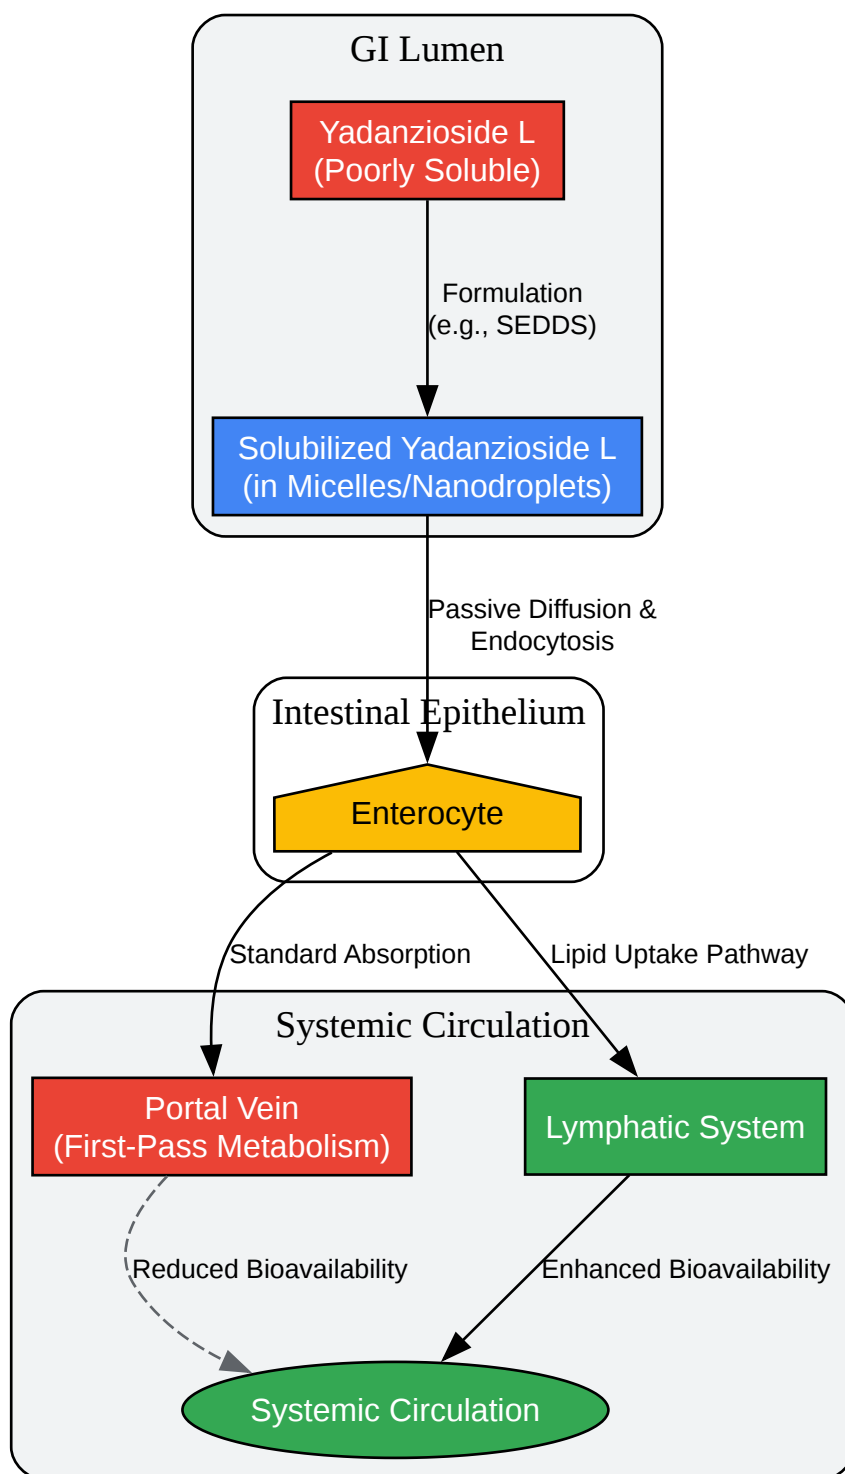 GI Lumen
Yadanzioside L
(Poorly Soluble)
Formulation
(e.g., SEDDS)
Solubilized Yadanzioside L
(in Micelles/Nanodroplets)
Passive Diffusion &
Endocytosis
Intestinal Epithelium
Enterocyte
Standard Absorption
Lipid Uptake Pathway
Systemic Circulation
Portal Vein
(First-Pass Metabolism)
Lymphatic System
Reduced Bioavailability
Enhanced Bioavailability
Systemic Circulation